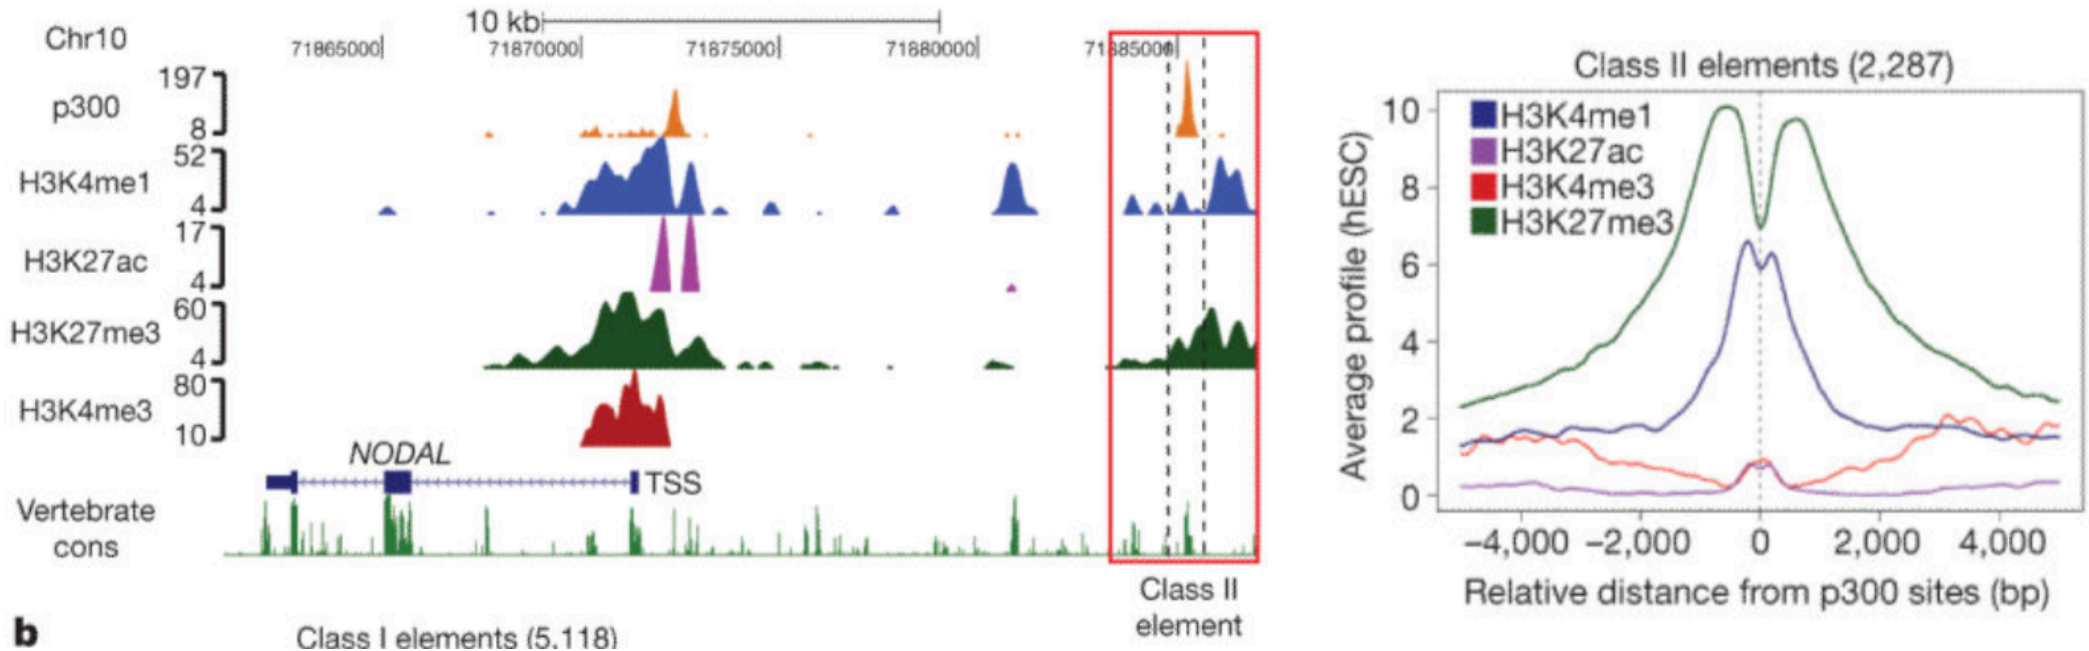 10 kb
Chr10
71865000 71870000 71875000 71880000 71885000
197
p300
8
52
H3K4me1
4
17
H3K27ac
4
60
H3K27me3
4
80
H3K4me3
10
NODAL
TSS
Vertebrate
cons
Class II
element
b
Class I elements (5,118)
Class II elements (2,287)
H3K4me1
H3K27ac
H3K4me3
H3K27me3
Average profile (hESC)
10
8
6
4
2
0
−4,000 −2,000 0 2,000 4,000
Relative distance from p300 sites (bp)